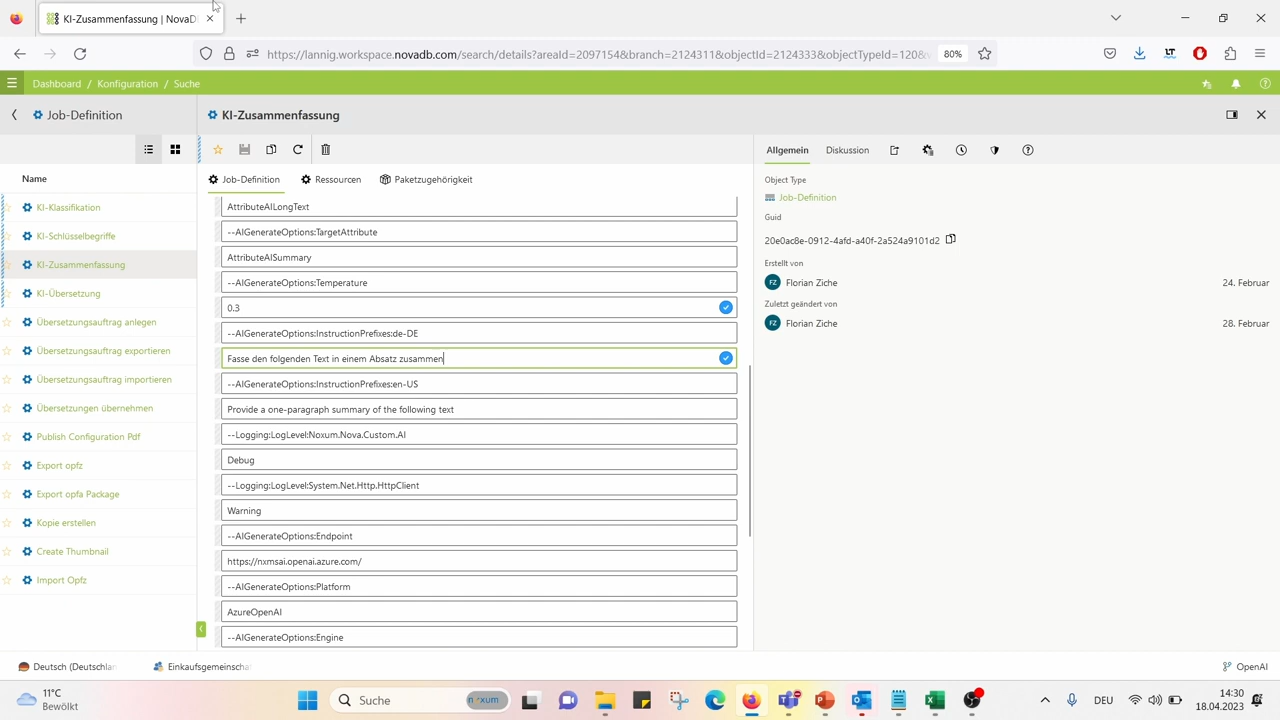 KI-Zusammenfassung | NovaD
https://lannig.workspace.novadb.com/search/details?areaId=2097154&branch=2124311&objectId=2124333&objectTypeId=120&
80%
Dashboard / Konfiguration / Suche
Job-Definition
KI-Zusammenfassung
Allgemein
Diskussion
Name
Job-Definition
Ressourcen
Paketzugehörigkeit
Object Type
Job-Definition
Guid
20e0ac8e-0912-4afd-a40f-2a524a9101d2
Erstellt von
FZ Florian Ziche 24. Februar
Zuletzt geändert von
FZ Florian Ziche 28. Februar
KI-Klassifikation
KI-Schlüsselbegriffe
KI-Zusammenfassung
KI-Übersetzung
Übersetzungsauftrag anlegen
Übersetzungsauftrag exportieren
Übersetzungsauftrag importieren
Übersetzungen übernehmen
Publish Configuration Pdf
Export opfz
Export opfa Package
Kopie erstellen
Create Thumbnail
Import Opfz
AttributeAILongText
--AIGenerateOptions:TargetAttribute
AttributeAISummary
--AIGenerateOptions:Temperature
0.3
--AIGenerateOptions:InstructionPrefixes:de-DE
Fasse den folgenden Text in einem Absatz zusammen
--AIGenerateOptions:InstructionPrefixes:en-US
Provide a one-paragraph summary of the following text
--Logging:LogLevel:Noxum.Nova.Custom.AI
Debug
--Logging:LogLevel:System.Net.Http.HttpClient
Warning
--AIGenerateOptions:Endpoint
https://nxmsai.openai.azure.com/
--AIGenerateOptions:Platform
AzureOpenAI
--AIGenerateOptions:Engine
Deutsch (Deutschlan
Einkaufsgemeinscha
OpenAI
11°C
Bewölkt
Suche
noxum
DEU
14:30
18.04.2023